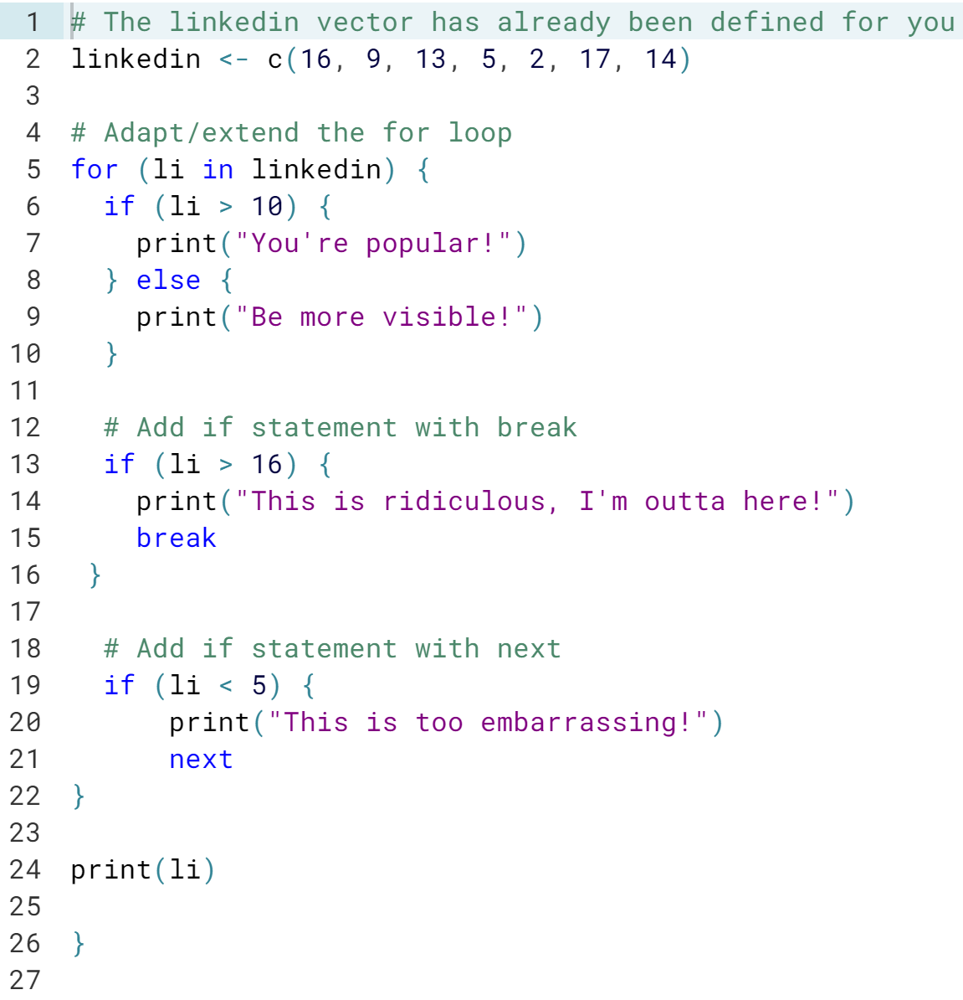 1 # The linkedin vector has already been defined for you
2 linkedin <- c(16, 9, 13, 5, 2, 17, 14)
3
4 # Adapt/extend the for loop
5 for (li in linkedin) {
6   if (li > 10) {
7     print("You're popular!")
8   } else {
9     print("Be more visible!")
10   }
11
12   # Add if statement with break
13   if (li > 16) {
14     print("This is ridiculous, I'm outta here!")
15     break
16  }
17
18   # Add if statement with next
19   if (li < 5) {
20       print("This is too embarrassing!")
21       next
22 }
23
24 print(li)
25
26 }
27